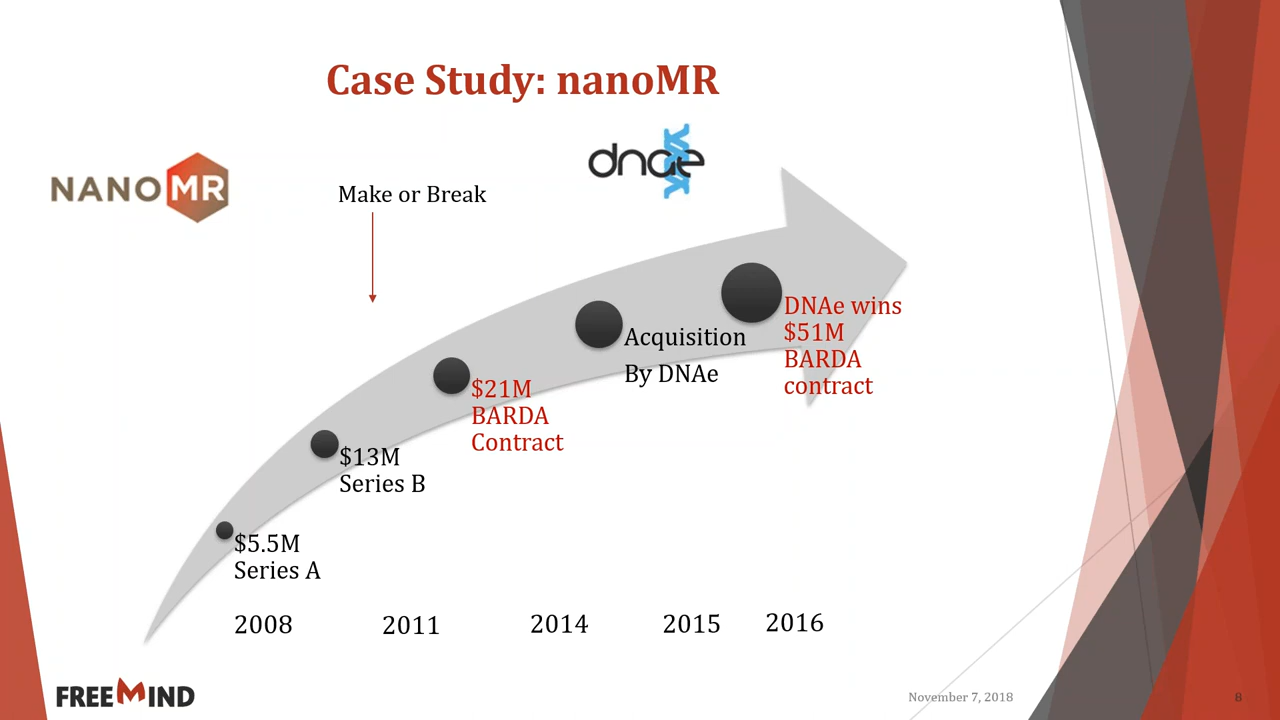 Case Study: nanoMR
NANOMR
dnae
Make or Break
DNAe wins
$51M
BARDA
contract
Acquisition
By DNAe
$21M
BARDA
Contract
$13M
Series B
$5.5M
Series A
2008
2011
2014
2015
2016
FREEMIND
November 7, 2018
8